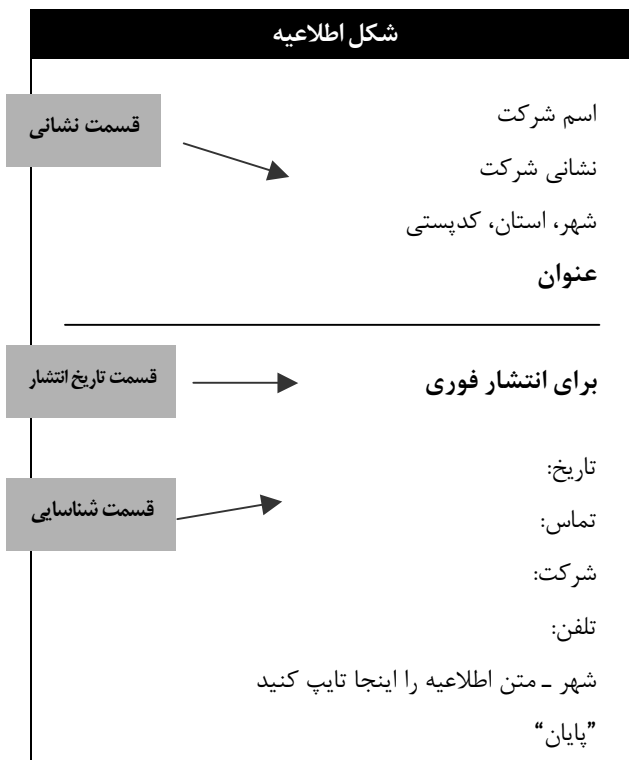 شکل اطلاعیه
اسم شرکت
قسمت نشانی
نشانی شرکت
شهر، استان، کدپستی
عنوان
برای انتشار فوری
قسمت تاریخ انتشار
تاریخ:
قسمت شناسایی
تماس:
شرکت:
تلفن:
شهر ـ متن اطلاعیه را اینجا تایپ کنید
”پایان“